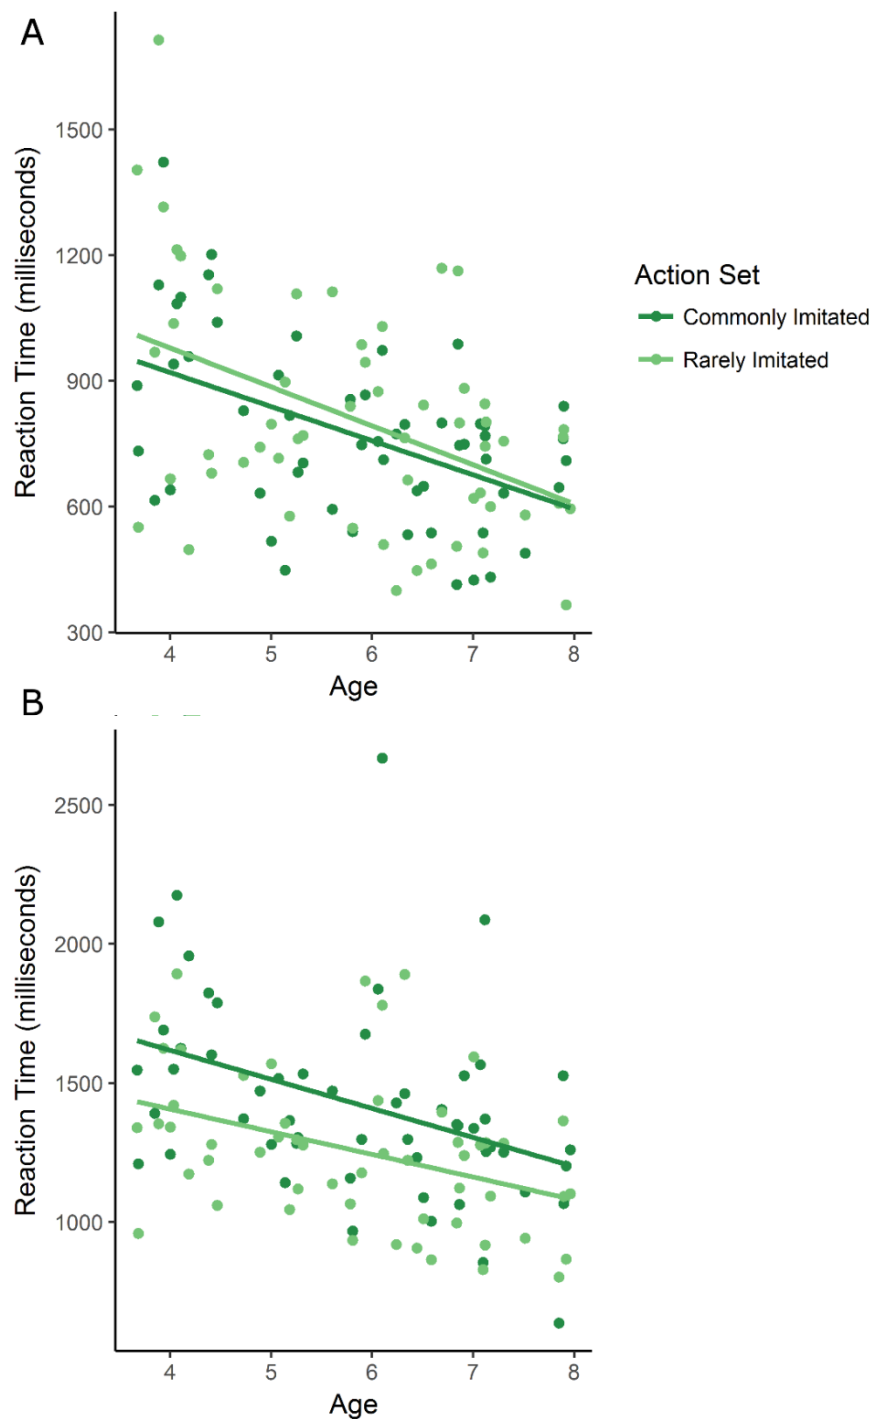 A
1500
1200
900
600
300
Reaction Time (milliseconds)
4 5 6 7 8
Age
Action Set
Commonly Imitated
Rarely Imitated
B
2500
2000
1500
1000
Reaction Time (milliseconds)
4 5 6 7 8
Age